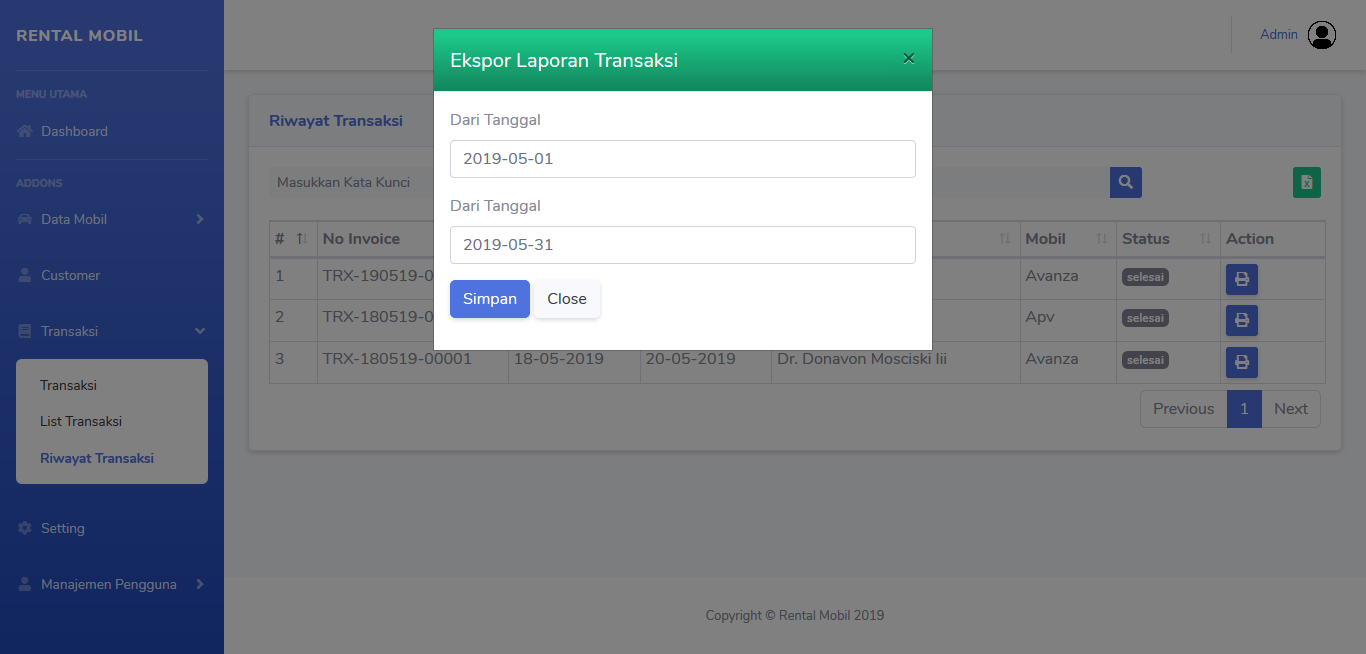 RENTAL MOBIL
MENU UTAMA
Dashboard
ADDONS
Data Mobil
Customer
Transaksi
Transaksi
List Transaksi
Riwayat Transaksi
Setting
Manajemen Pengguna
Admin
Ekspor Laporan Transaksi ×
Dari Tanggal
2019-05-01
Dari Tanggal
2019-05-31
Simpan Close
Riwayat Transaksi
Masukkan Kata Kunci
# No Invoice Mobil Status Action
1 TRX-190519-0 Avanza selesai
2 TRX-180519-0 Apv selesai
3 TRX-180519-00001 18-05-2019 20-05-2019 Dr. Donavon Mosciski Iii Avanza selesai
Previous 1 Next
Copyright © Rental Mobil 2019